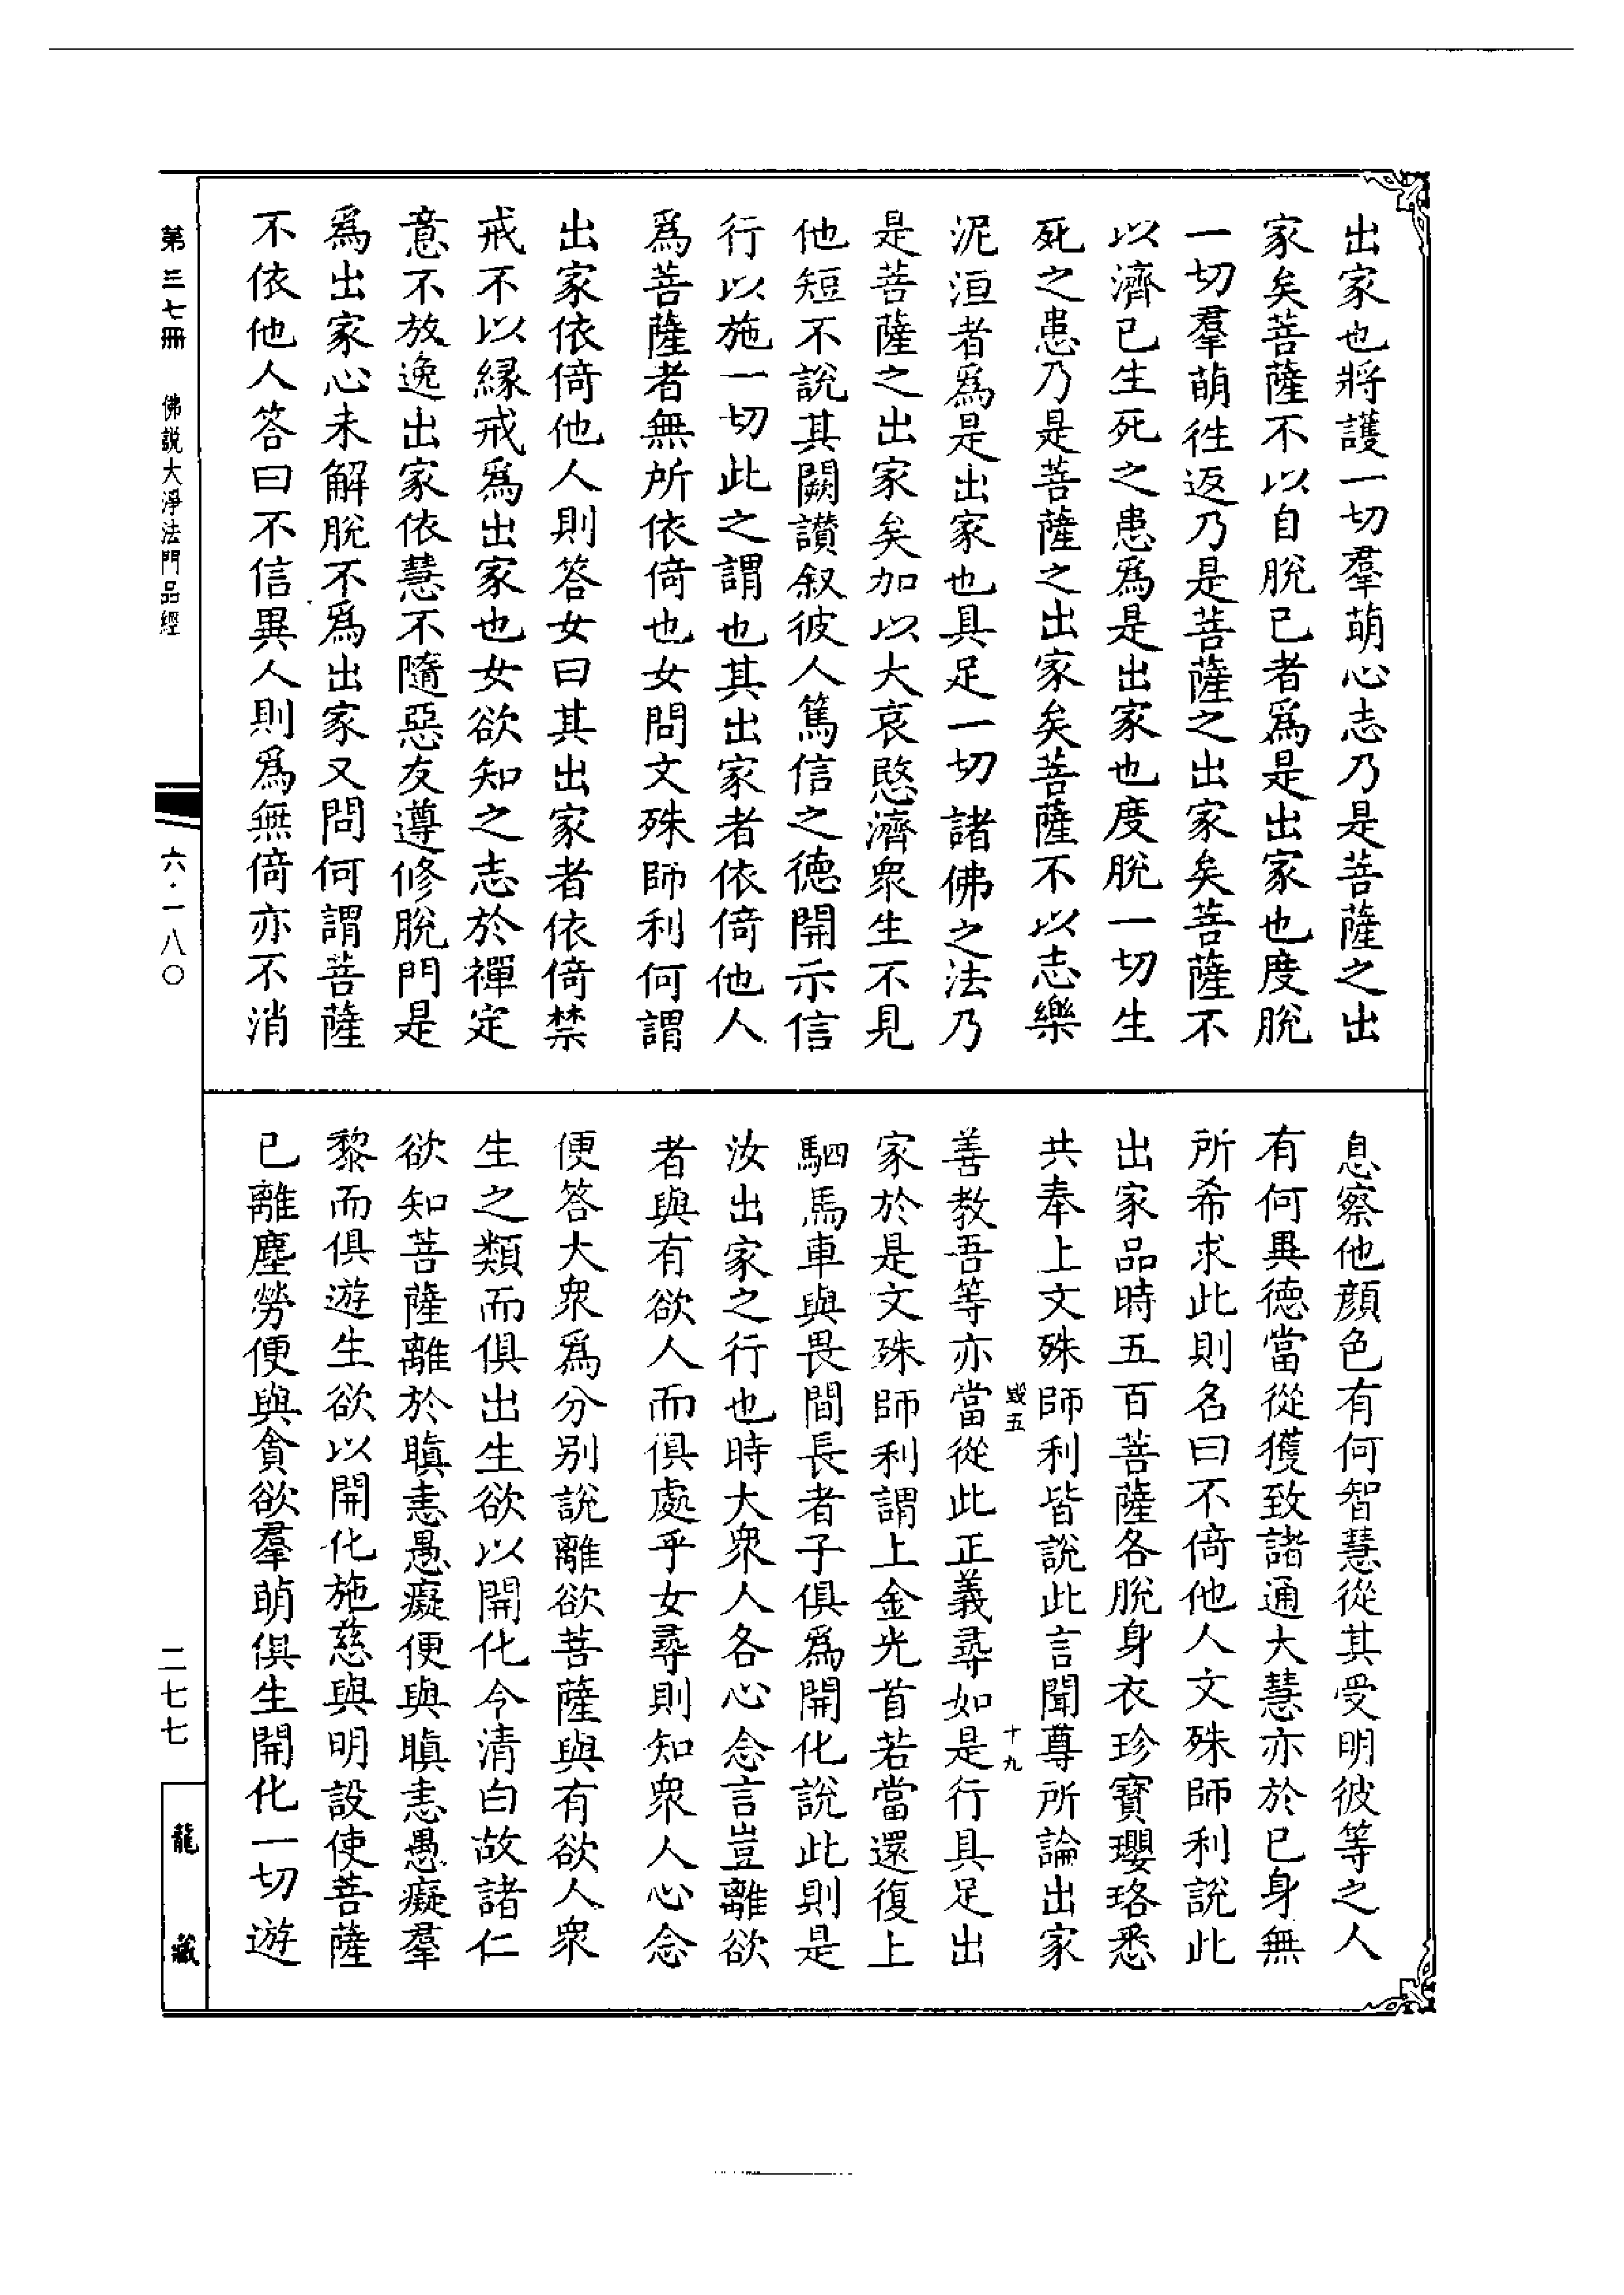 出家也將護一切羣萌心志乃是菩薩之出
家矣菩薩不以自脫已者爲是出家也度脫
一切羣萌徃返乃是菩薩之出家矣菩薩不
以濟已生死之患爲是出家也度脫一切生
死之患乃是菩薩之出家矣菩薩不以志樂
泥洹者爲是出家也具足一切諸佛之法乃
是菩薩之出家矣加以大哀愍濟衆生不見
他短不說其闕讃叙彼人篤信之德開示信
行以施一切此之謂也其出家者依倚他人
爲菩薩者無所依倚也女問文殊師利何謂
出家依倚他人則答女曰其出家者依倚禁
戒不以緣戒爲出家也女欲知之志於禪定
意不放逸出家依慧不隨惡友遵修脫門是
爲出家心未解脫不爲出家又問何謂菩薩
不依他人答曰不信異人則爲無倚亦不消
息察他顔色有何智慧從其受明彼等之人
有何異德當從獲致諸通大慧亦於已身無
所希求此則名曰不倚他人文殊師利說此
出家品時五百菩薩各脫身衣珍寶瓔珞悉
共奉上文殊師利皆說此言聞尊所論出家
毀五
十九
善教吾等亦當從此正義尋如是行具足出
家於是文殊師利謂上金光首若當還復上
駟馬車與畏間長者子俱爲開化說此則是
汝出家之行也時大衆人各心念言豈離欲
者與有欲人而俱處乎女尋則知衆人心念
便答大衆爲分别說離欲菩薩與有欲人衆
生之類而俱出生欲以開化今清白故諸仁
欲知菩薩離於瞋恚愚癡便與瞋恚愚癡羣
黎而俱遊生欲以開化施慈與明設使菩薩
已離塵勞便與貪欲羣萌俱生開化一切遊
第三七冊
佛説大淨法門品經
六·一八〇
二七七
龍藏